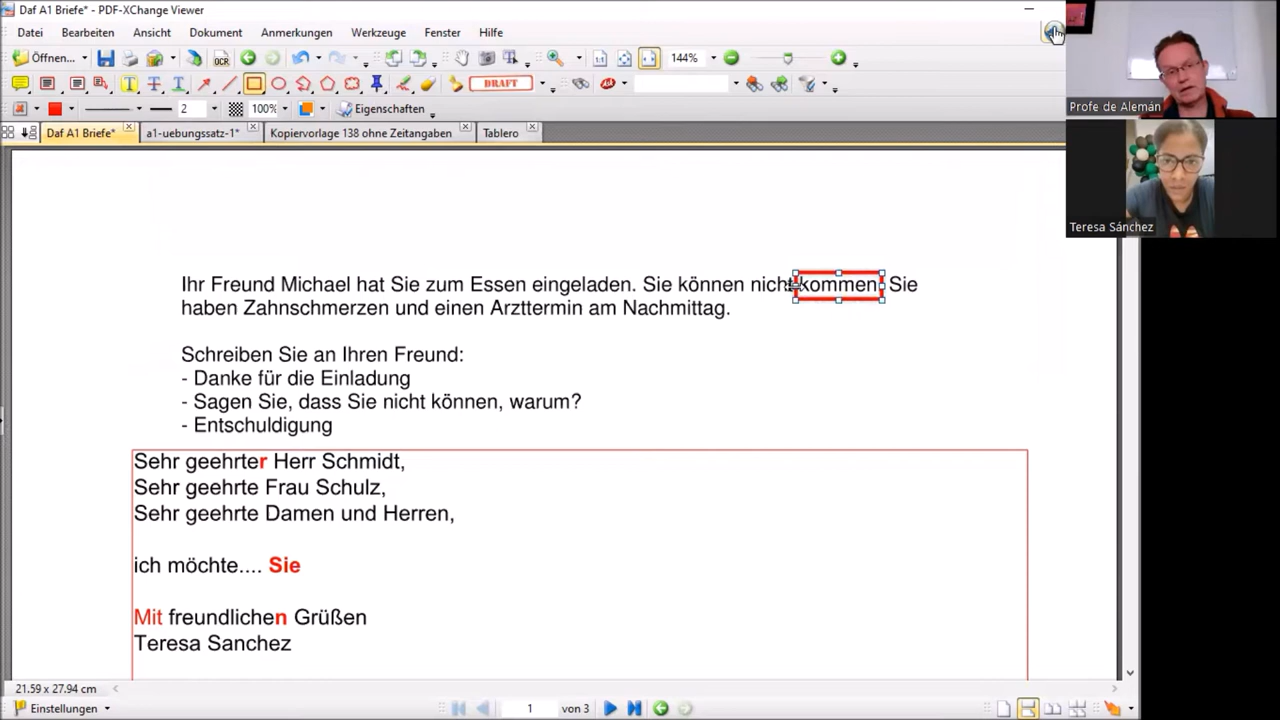 Daf A1 Briefe* - PDF-XChange Viewer
Datei Bearbeiten Ansicht Dokument Anmerkungen Werkzeuge Fenster Hilfe
Öffnen... OCR 144%
DRAFT
2 100% Eigenschaften
Daf A1 Briefe* a1-uebungssatz-1* Kopiervorlage 138 ohne Zeitangaben Tablero
Profe de Alemán
Teresa Sánchez
Ihr Freund Michael hat Sie zum Essen eingeladen. Sie können nicht kommen. Sie
haben Zahnschmerzen und einen Arzttermin am Nachmittag.
Schreiben Sie an Ihren Freund:
- Danke für die Einladung
- Sagen Sie, dass Sie nicht können, warum?
- Entschuldigung
Sehr geehrter Herr Schmidt,
Sehr geehrte Frau Schulz,
Sehr geehrte Damen und Herren,
ich möchte.... Sie
Mit freundlichen Grüßen
Teresa Sanchez
21.59 x 27.94 cm
Einstellungen 1 von 3